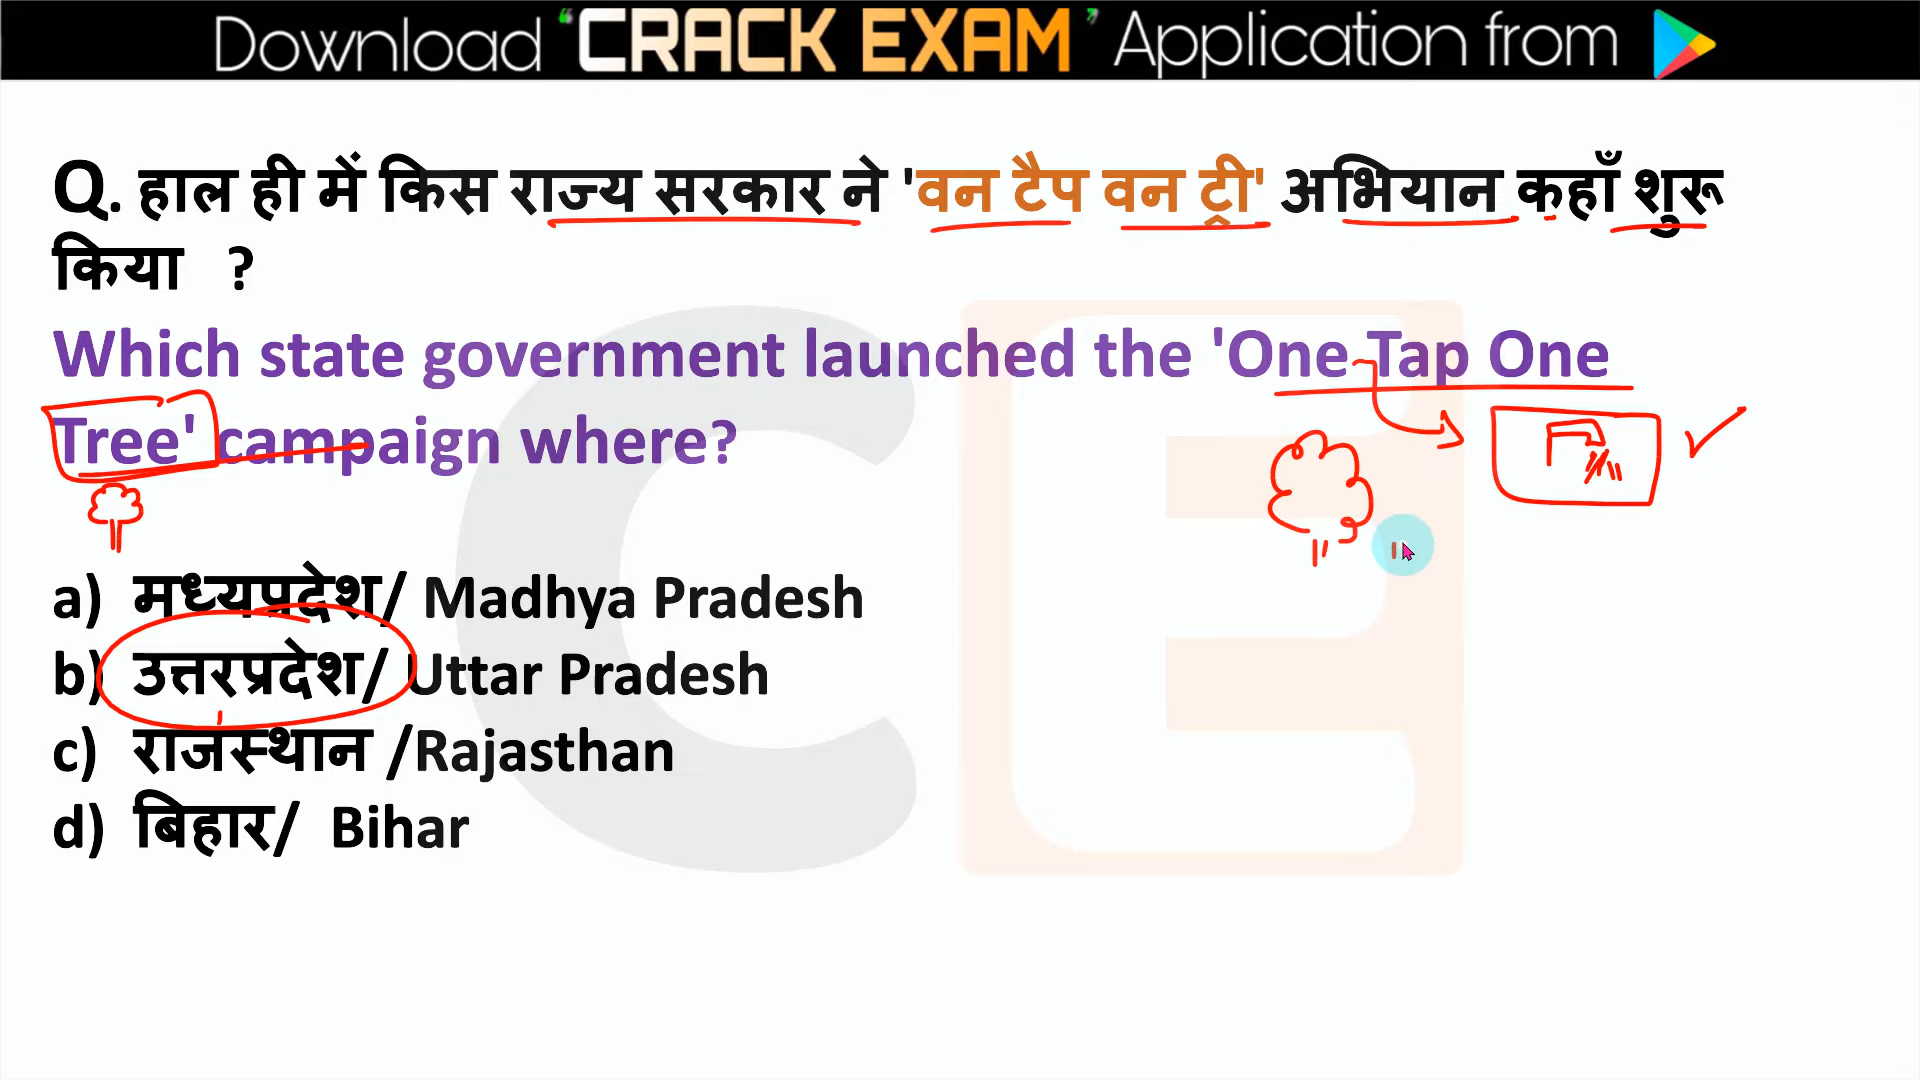 Download ‘CRACK EXAM’ Application from
Q. हाल ही में किस राज्य सरकार ने 'वन टैप वन ट्री' अभियान कहाँ शुरू
किया ?
Which state government launched the 'One Tap One
Tree' campaign where?
a) मध्यप्रदेश/ Madhya Pradesh
b) उत्तरप्रदेश/ Uttar Pradesh
c) राजस्थान /Rajasthan
d) बिहार/ Bihar